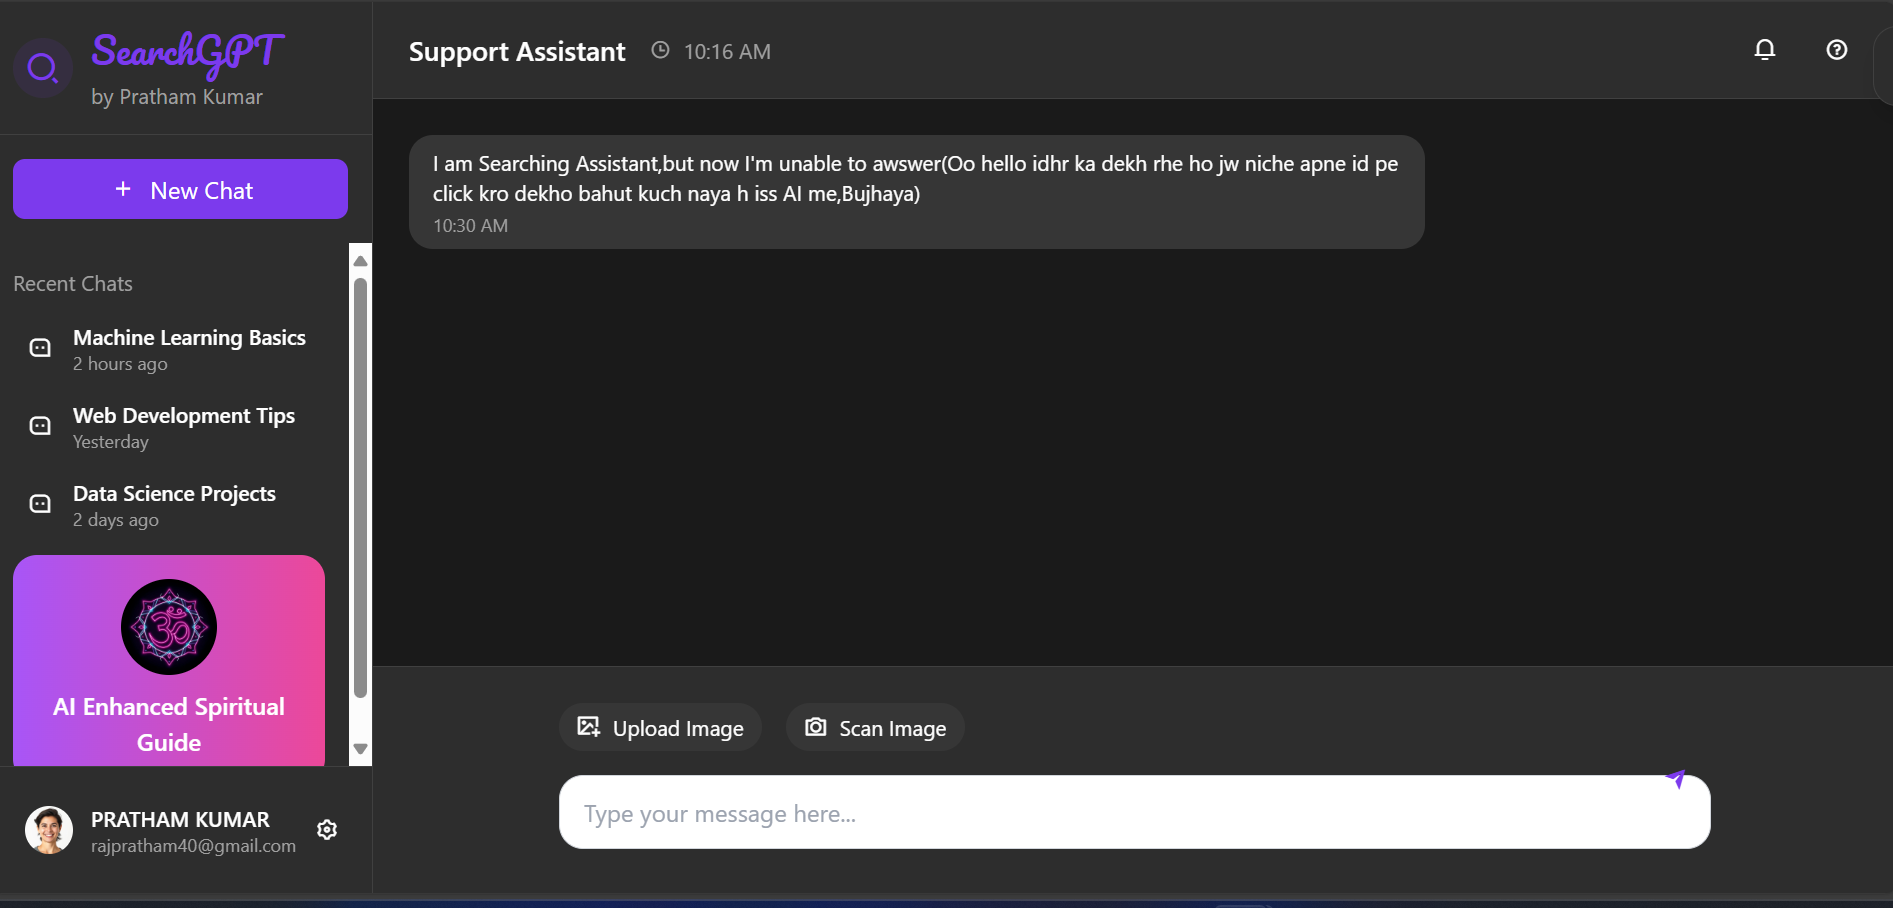 SearchGPT
by Pratham Kumar
+ New Chat
Recent Chats
Machine Learning Basics
2 hours ago
Web Development Tips
Yesterday
Data Science Projects
2 days ago
AI Enhanced Spiritual
Guide
PRATHAM KUMAR
rajpratham40@gmail.com
Support Assistant 10:16 AM
I am Searching Assistant,but now I'm unable to awswer(Oo hello idhr ka dekh rhe ho jw niche apne id pe
click kro dekho bahut kuch naya h iss AI me,Bujhaya)
10:30 AM
Upload Image Scan Image
Type your message here...